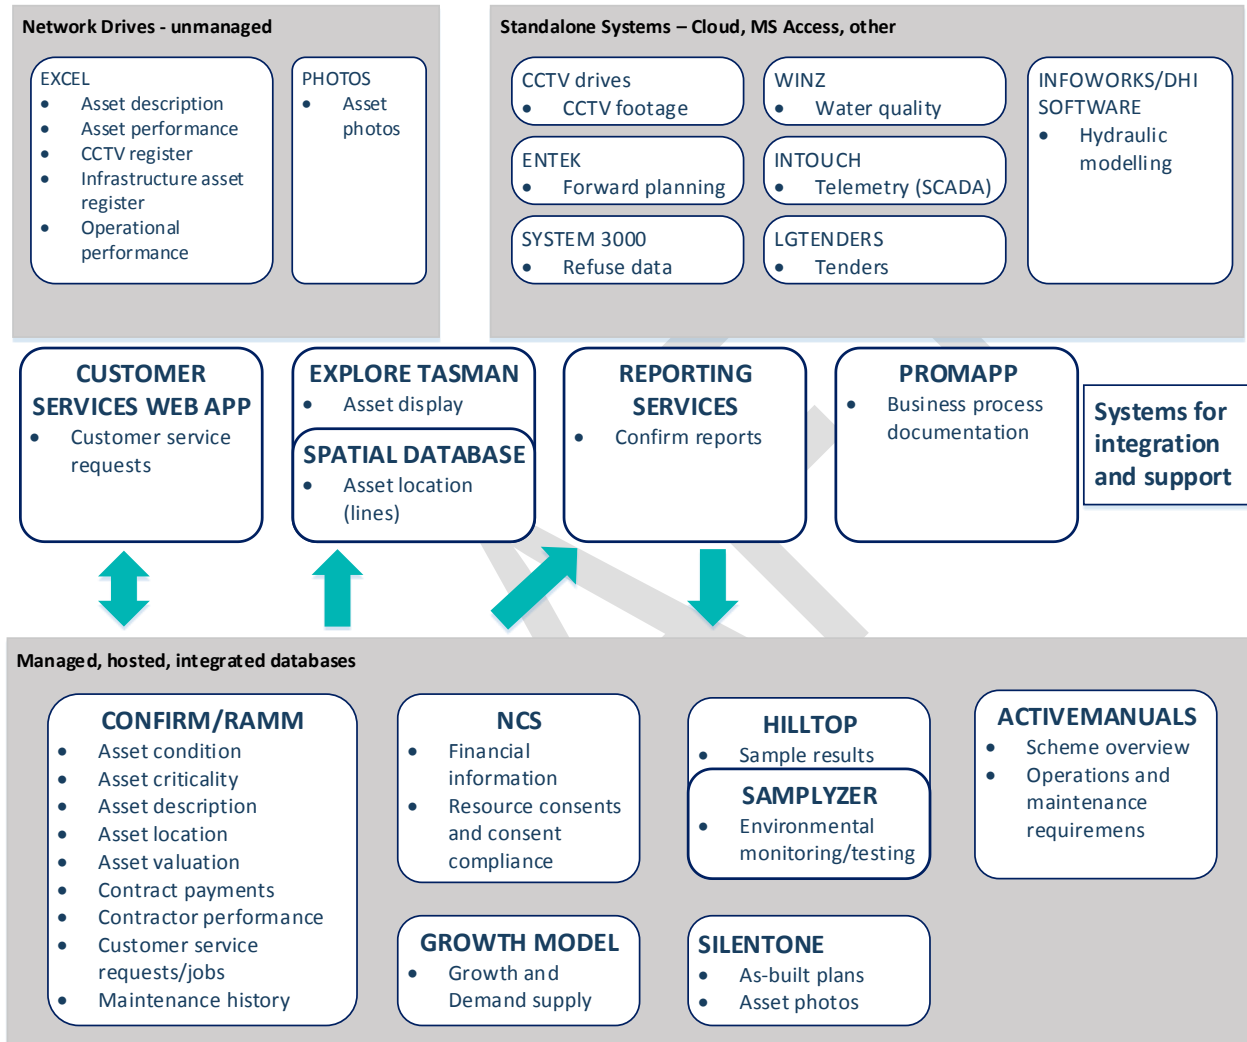 Network Drives - unmanaged
EXCEL
• Asset description
• Asset performance
• CCTV register
• Infrastructure asset
register
• Operational
performance
PHOTOS
• Asset
photos
Standalone Systems – Cloud, MS Access, other
CCTV drives
• CCTV footage
WINZ
• Water quality
INFOWORKS/DHI
SOFTWARE
• Hydraulic
modelling
ENTEK
• Forward planning
INTOUCH
• Telemetry (SCADA)
SYSTEM 3000
• Refuse data
LGTENDERS
• Tenders
CUSTOMER
SERVICES WEB APP
• Customer service
requests
EXPLORE TASMAN
• Asset display
SPATIAL DATABASE
• Asset location
(lines)
REPORTING
SERVICES
• Confirm reports
PROMAPP
• Business process
documentation
Systems for
integration
and support
Managed, hosted, integrated databases
CONFIRM/RAMM
• Asset condition
• Asset criticality
• Asset description
• Asset location
• Asset valuation
• Contract payments
• Contractor performance
• Customer service
requests/jobs
• Maintenance history
NCS
• Financial
information
• Resource consents
and consent
compliance
HILLTOP
• Sample results
SAMPLYZER
• Environmental
monitoring/testing
ACTIVEMANUALS
• Scheme overview
• Operations and
maintenance
requiremens
GROWTH MODEL
• Growth and
Demand supply
SILENTONE
• As-built plans
• Asset photos